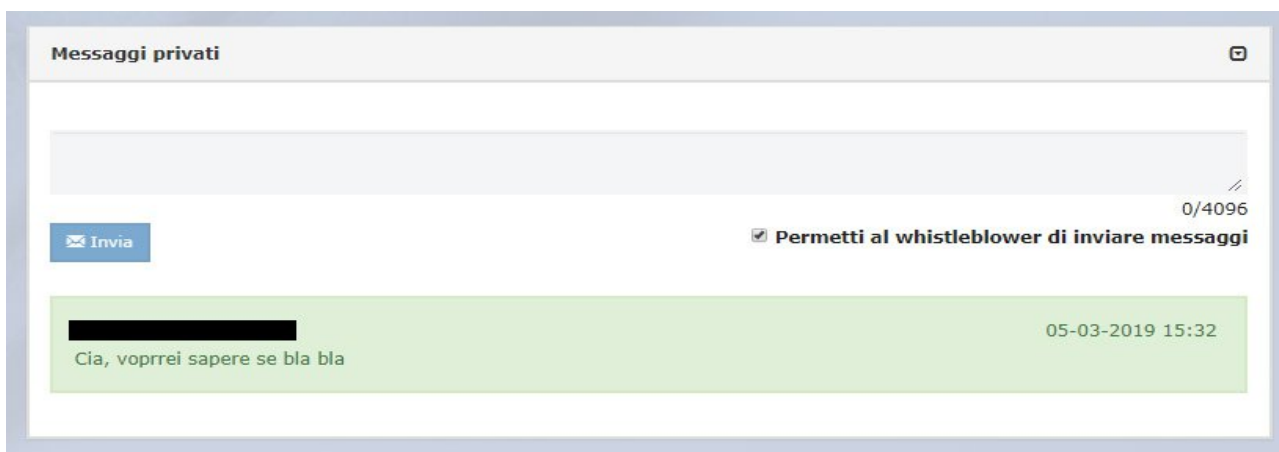 Messaggi privati
0/4096
Invia
Permetti al whistleblower di inviare messaggi
05-03-2019 15:32
Cia, voprrei sapere se bla bla